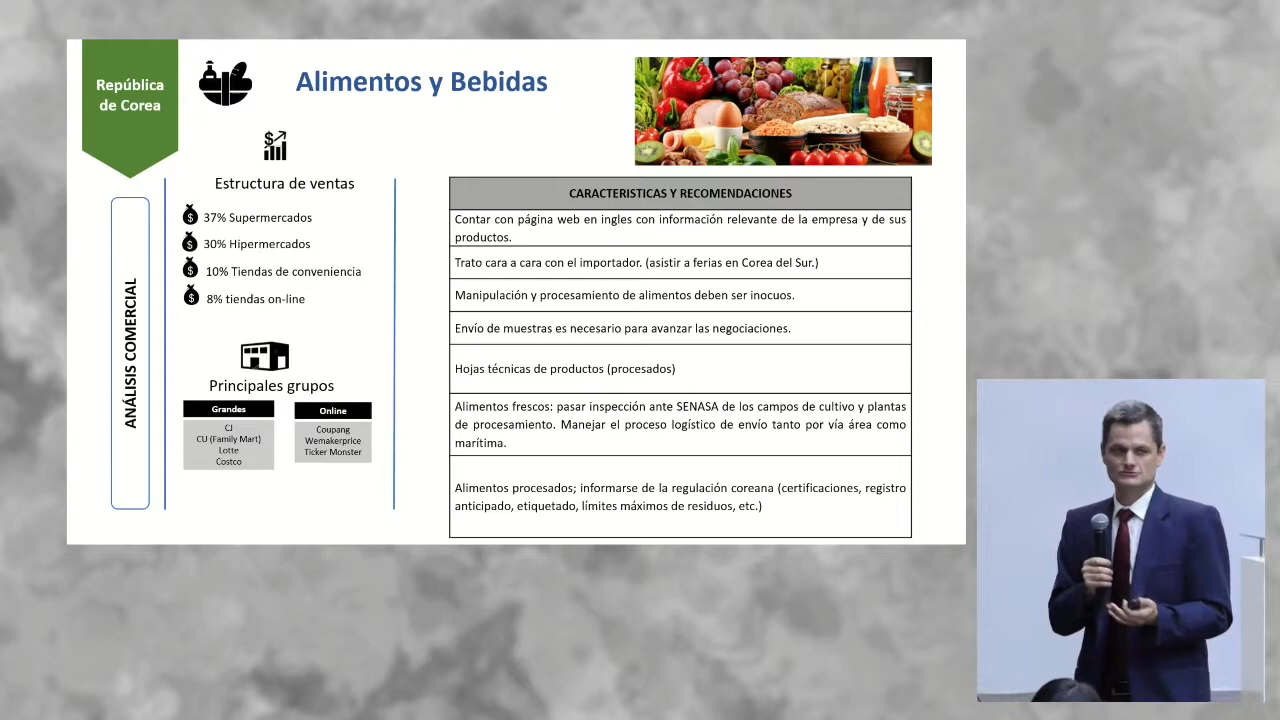 República
de Corea
Alimentos y Bebidas
Estructura de ventas
37% Supermercados
30% Hipermercados
10% Tiendas de conveniencia
8% tiendas on-line
ANÁLISIS COMERCIAL
Principales grupos
Grandes
CJ
CU (Family Mart)
Lotte
Costco
Online
Coupang
Wemakerprice
Ticker Monster
CARACTERISTICAS Y RECOMENDACIONES
Contar con página web en ingles con información relevante de la empresa y de sus
productos.
Trato cara a cara con el importador. (asistir a ferias en Corea del Sur.)
Manipulación y procesamiento de alimentos deben ser inocuos.
Envío de muestras es necesario para avanzar las negociaciones.
Hojas técnicas de productos (procesados)
Alimentos frescos: pasar inspección ante SENASA de los campos de cultivo y plantas
de procesamiento. Manejar el proceso logístico de envío tanto por vía área como
marítima.
Alimentos procesados; informarse de la regulación coreana (certificaciones, registro
anticipado, etiquetado, límites máximos de residuos, etc.)